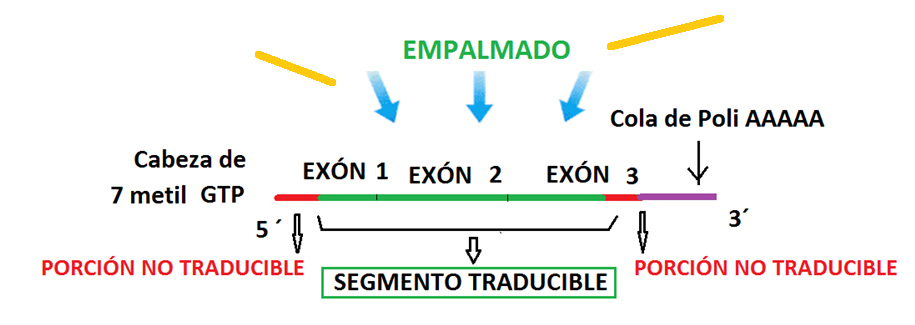 EMPALMADO
Cola de Poli AAAAA
Cabeza de
7 metil GTP
EXÓN 1 EXÓN 2 EXÓN 3
5 ´
3´
PORCIÓN NO TRADUCIBLE
SEGMENTO TRADUCIBLE
PORCIÓN NO TRADUCIBLE